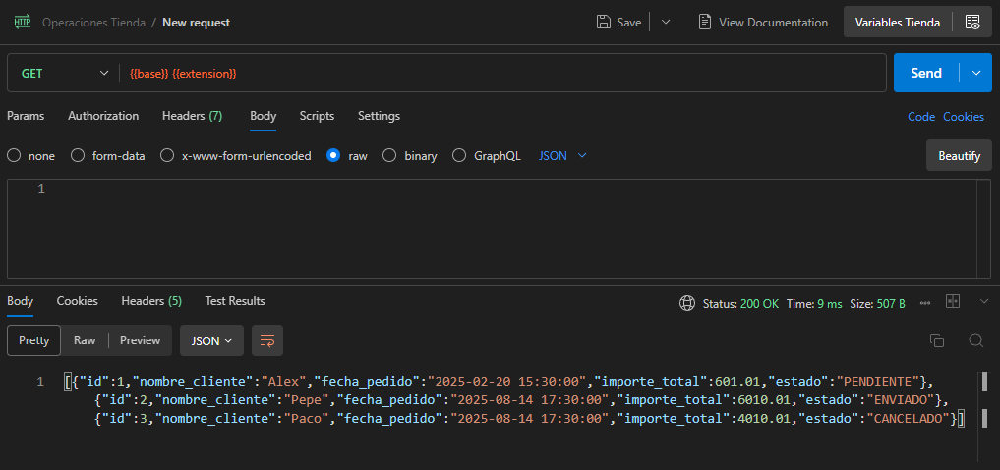 HTTP Operaciones Tienda / New request Save View Documentation Variables Tienda
GET {{base}} {{extension}} Send
Params Authorization Headers (7) Body Scripts Settings Code Cookies
none form-data x-www-form-urlencoded raw binary GraphQL JSON Beautify
1
Body Cookies Headers (5) Test Results Status: 200 OK Time: 9 ms Size: 507 B
Pretty Raw Preview JSON
1 [{"id":1,"nombre_cliente":"Alex","fecha_pedido":"2025-02-20 15:30:00","importe_total":601.01,"estado":"PENDIENTE"},
{"id":2,"nombre_cliente":"Pepe","fecha_pedido":"2025-08-14 17:30:00","importe_total":6010.01,"estado":"ENVIADO"},
{"id":3,"nombre_cliente":"Paco","fecha_pedido":"2025-08-14 17:30:00","importe_total":4010.01,"estado":"CANCELADO"}]